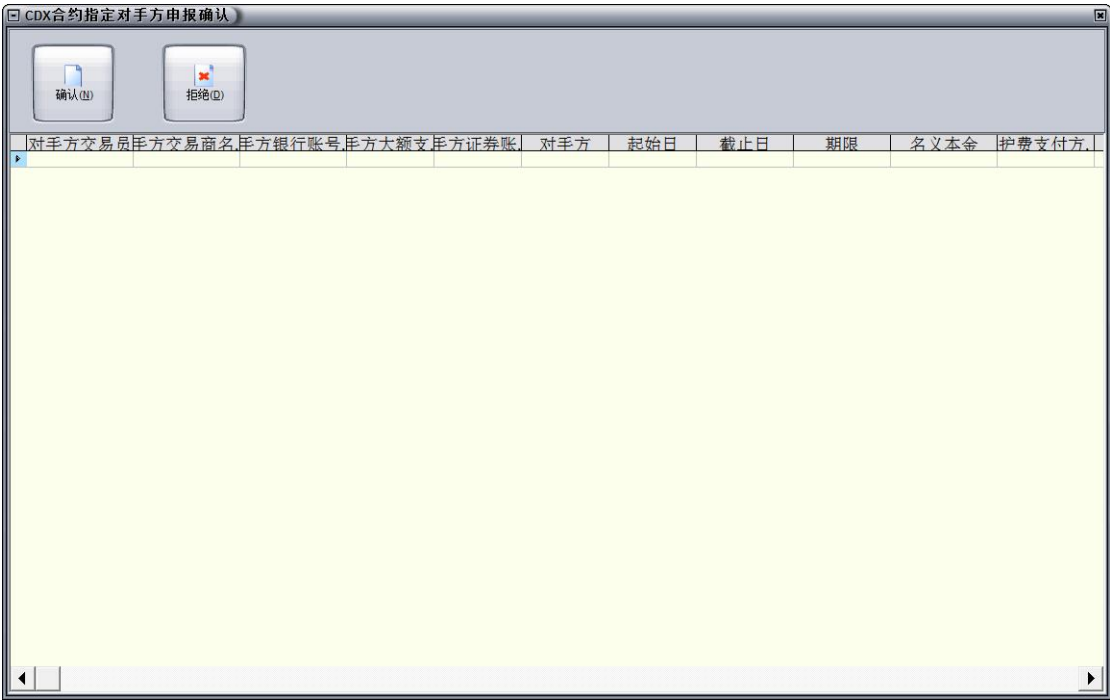 CDX合约指定对手方申报确认
确认(N) 拒绝(D)
对手方交易员 手方交易商名. 手方银行账号. 手方大额支. 手方证券账. 对手方 起始日 截止日 期限 名义本金 护费支付方.